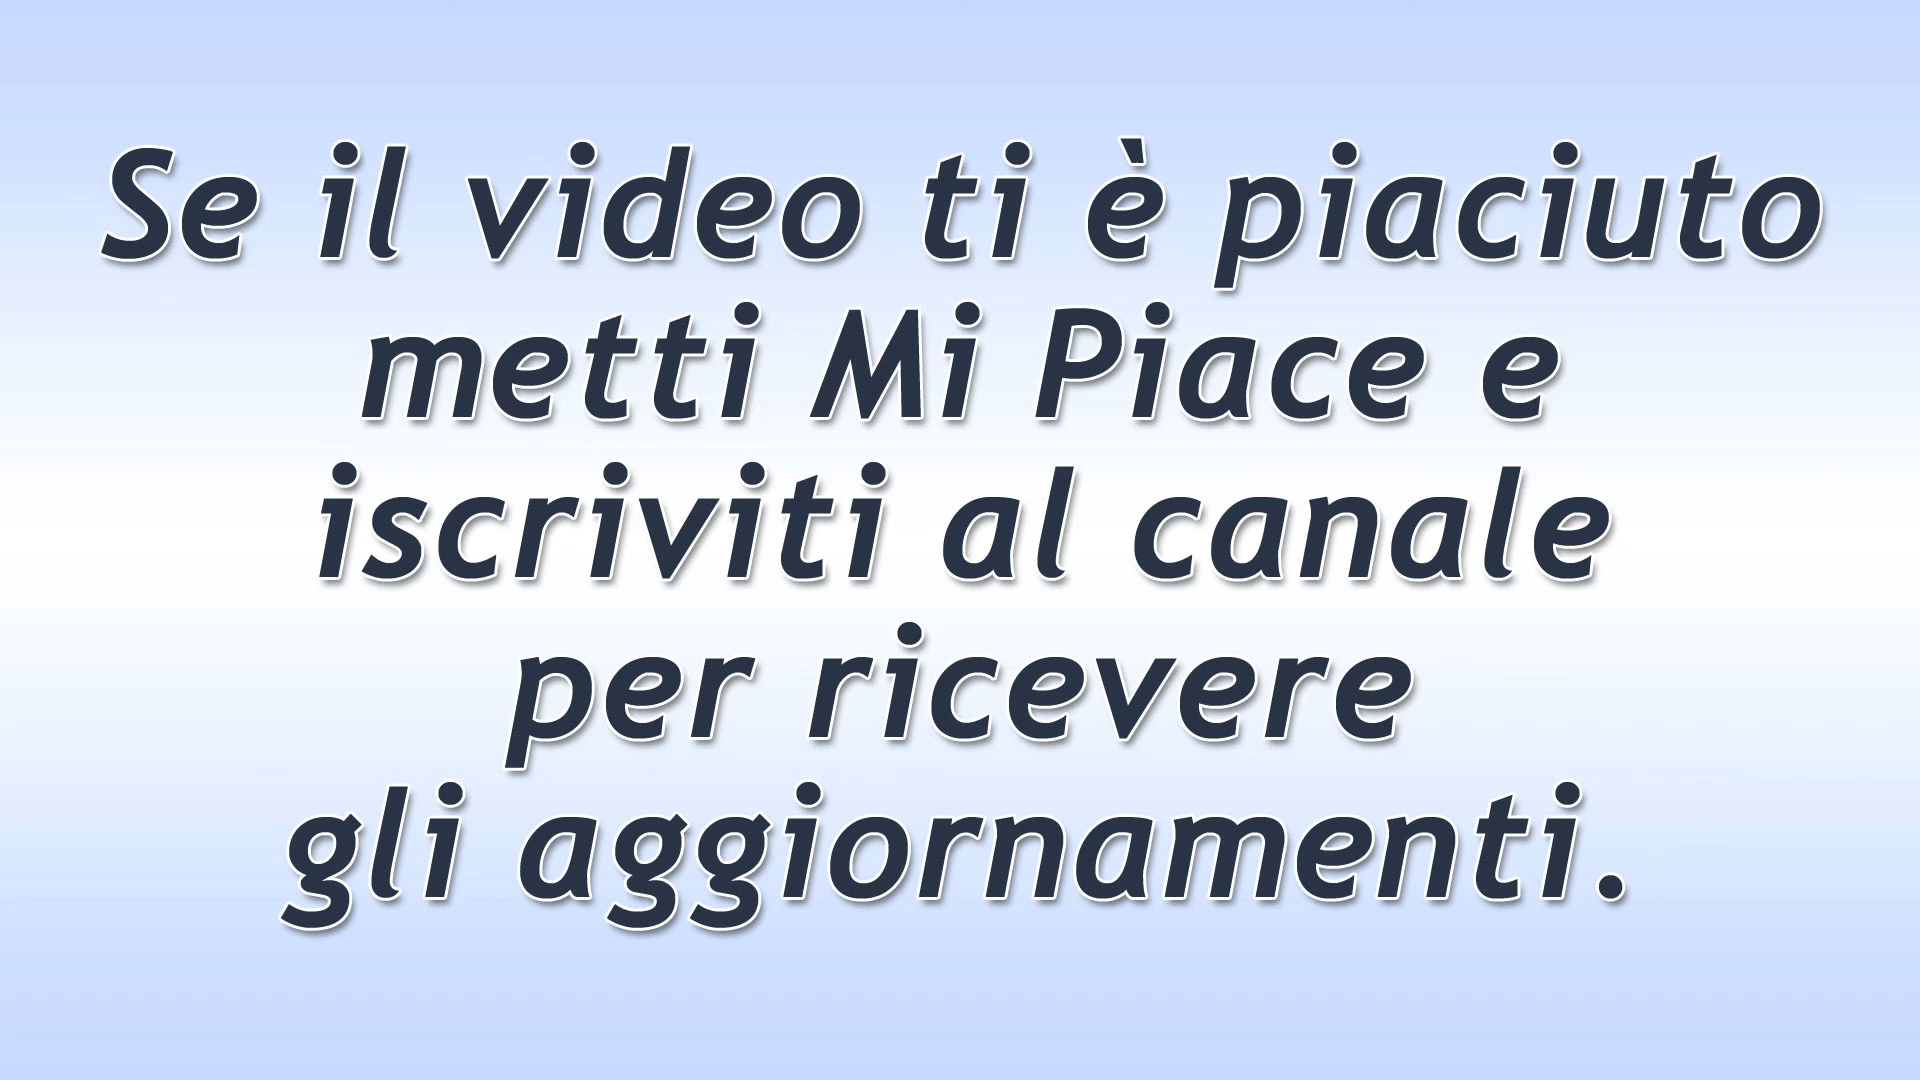 Se il video ti è piaciuto
metti Mi Piace e
iscriviti al canale
per ricevere
gli aggiornamenti.